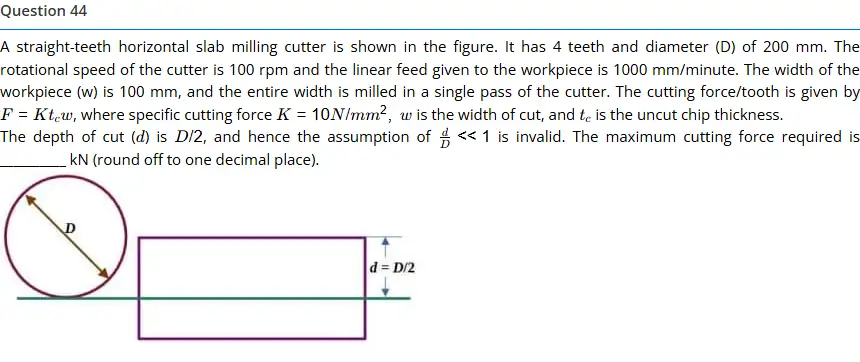 Question 44
A straight-teeth horizontal slab milling cutter is shown in the figure. It has 4 teeth and diameter (D) of 200 mm. The
rotational speed of the cutter is 100 rpm and the linear feed given to the workpiece is 1000 mm/minute. The width of the
workpiece (w) is 100 mm, and the entire width is milled in a single pass of the cutter. The cutting force/tooth is given by
F = Kt_cw, where specific cutting force K = 10N/mm², w is the width of cut, and t_c is the uncut chip thickness.
The depth of cut (d) is D/2, and hence the assumption of d/D << 1 is invalid. The maximum cutting force required is
________ kN (round off to one decimal place).
D
d = D/2